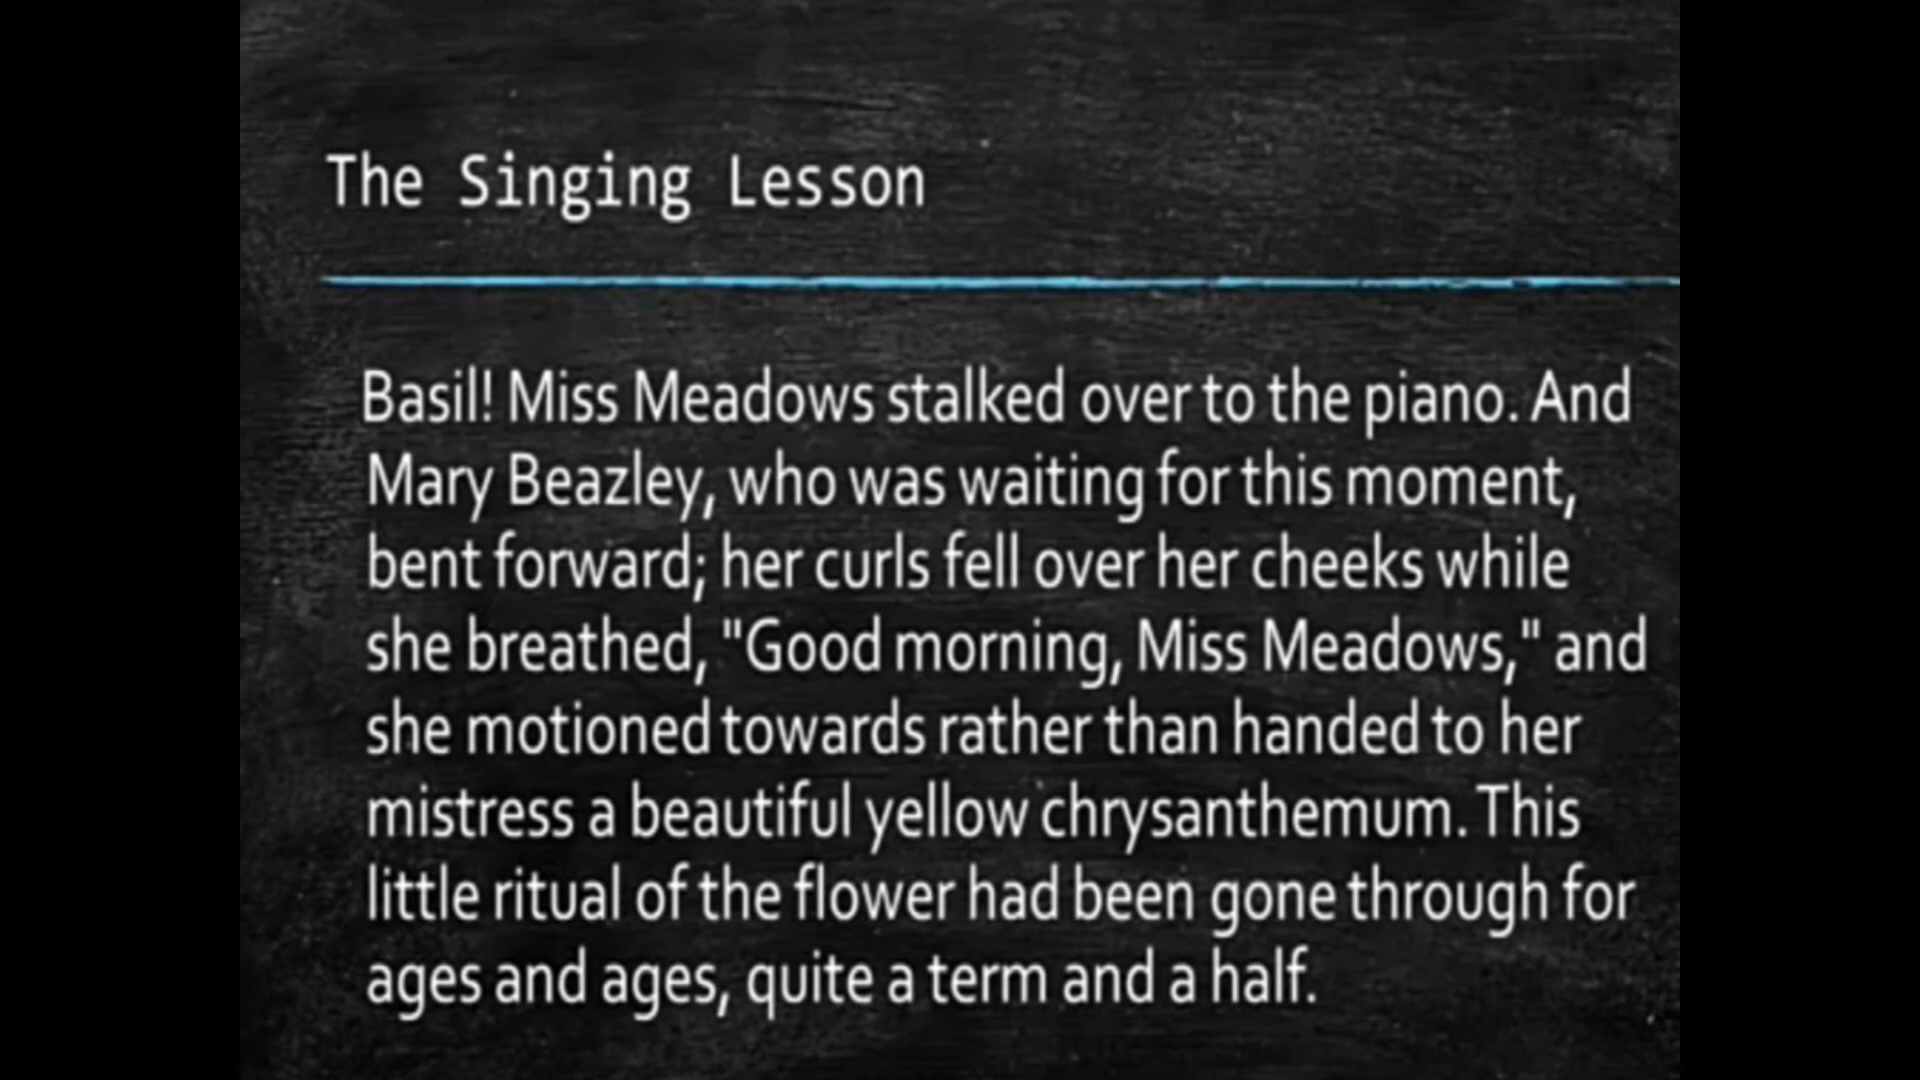 The Singing Lesson
Basil! Miss Meadows stalked over to the piano. And
Mary Beazley, who was waiting for this moment,
bent forward; her curls fell over her cheeks while
she breathed, "Good morning, Miss Meadows," and
she motioned towards rather than handed to her
mistress a beautiful yellow chrysanthemum. This
little ritual of the flower had been gone through for
ages and ages, quite a term and a half.